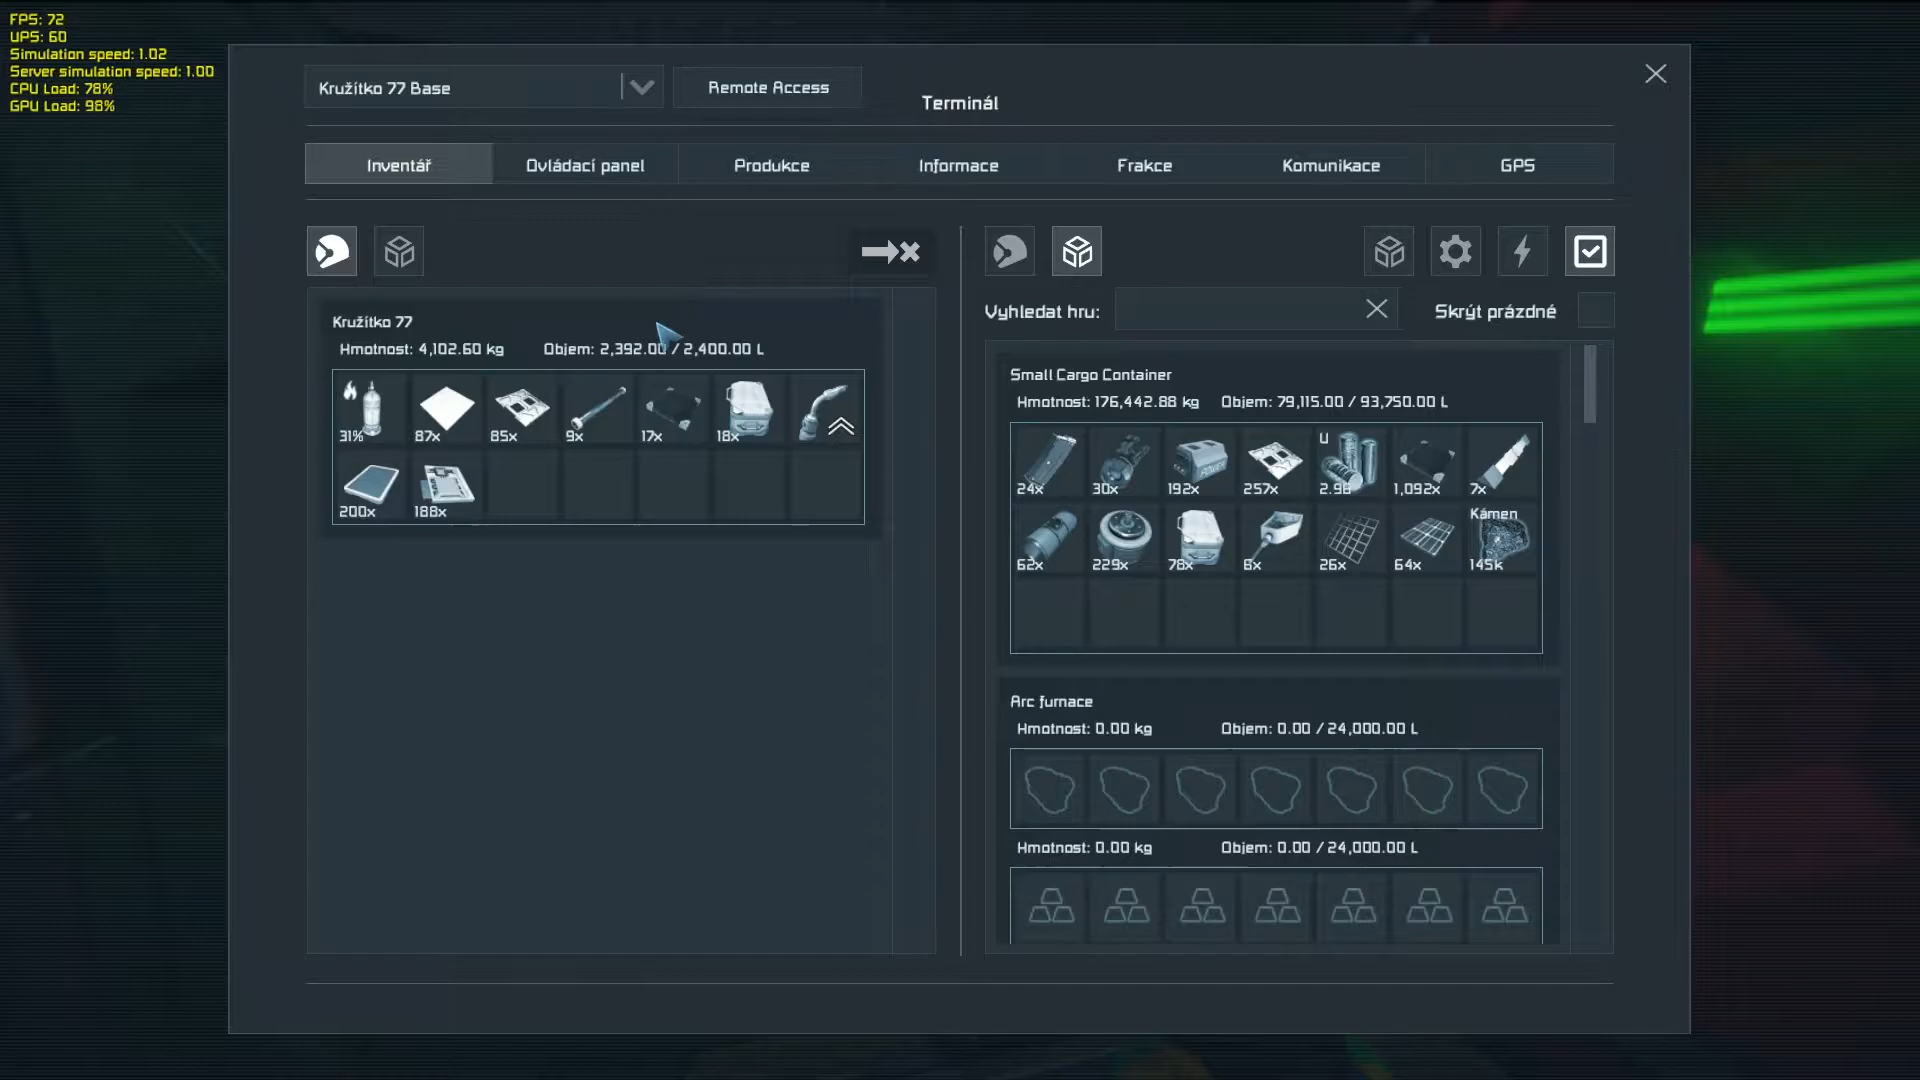 FPS: 72
UPS: 60
Simulation speed: 1.02
Server simulation speed: 1.00
CPU Load: 78%
GPU Load: 98%
Kružítko 77 Base
Remote Access
Terminál
Inventář
Ovládací panel
Produkce
Informace
Frakce
Komunikace
GPS
Kružítko 77
Hmotnost: 4,102.60 kg
Objem: 2,392.00 / 2,400.00 L
31%
87x
85x
9x
17x
18x
200x
188x
Vyhledat hru:
Skrýt prázdné
Small Cargo Container
Hmotnost: 176,442.88 kg
Objem: 79,115.00 / 93,750.00 L
24x
30x
POWER
192x
257x
U
2.98
1,092x
7x
62x
229x
78x
6x
26x
64x
Kámen
145k
Arc furnace
Hmotnost: 0.00 kg
Objem: 0.00 / 24,000.00 L
Hmotnost: 0.00 kg
Objem: 0.00 / 24,000.00 L